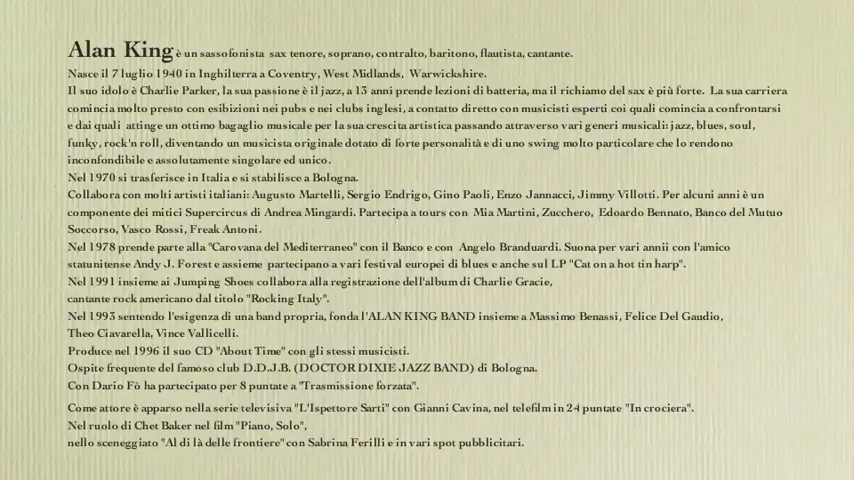 Alan King è un sassofonista sax tenore, soprano, contralto, baritono, flautista, cantante.
Nasce il 7 luglio 1940 in Inghilterra a Coventry, West Midlands, Warwickshire.
Il suo idolo è Charlie Parker, la sua passione è il jazz, a 13 anni prende lezioni di batteria, ma il richiamo del sax è più forte. La sua carriera
comincia molto presto con esibizioni nei pubs e nei clubs inglesi, a contatto diretto con musicisti esperti coi quali comincia a confrontarsi
e dai quali attinge un ottimo bagaglio musicale per la sua crescita artistica passando attraverso vari generi musicali: jazz, blues, soul,
funky, rock'n roll, diventando un musicista originale dotato di forte personalità e di uno swing molto particolare che lo rendono
inconfondibile e assolutamente singolare ed unico.
Nel 1970 si trasferisce in Italia e si stabilisce a Bologna.
Collabora con molti artisti italiani: Augusto Martelli, Sergio Endrigo, Gino Paoli, Enzo Jannacci, Jimmy Villotti. Per alcuni anni è un
componente dei mitici Supercircus di Andrea Mingardi. Partecipa a tours con Mia Martini, Zucchero, Edoardo Bennato, Banco del Mutuo
Soccorso, Vasco Rossi, Freak Antoni.
Nel 1978 prende parte alla "Carovana del Mediterraneo" con il Banco e con Angelo Branduardi. Suona per vari annii con l'amico
statunitense Andy J. Forest e assieme partecipano a vari festival europei di blues e anche sul LP "Cat on a hot tin harp".
Nel 1991 insieme ai Jumping Shoes collabora alla registrazione dell'album di Charlie Gracie,
cantante rock americano dal titolo "Rocking Italy".
Nel 1993 sentendo l'esigenza di una band propria, fonda l'ALAN KING BAND insieme a Massimo Benassi, Felice Del Gaudio,
Theo Ciavarella, Vince Vallicelli.
Produce nel 1996 il suo CD "About Time" con gli stessi musicisti.
Ospite frequente del famoso club D.D.J.B. (DOCTOR DIXIE JAZZ BAND) di Bologna.
Con Dario Fò ha partecipato per 8 puntate a "Trasmissione forzata".
Come attore è apparso nella serie televisiva "L'Ispettore Sarti" con Gianni Cavina, nel telefilm in 24 puntate "In crociera".
Nel ruolo di Chet Baker nel film "Piano, Solo",
nello sceneggiato "Al di là delle frontiere" con Sabrina Ferilli e in vari spot pubblicitari.